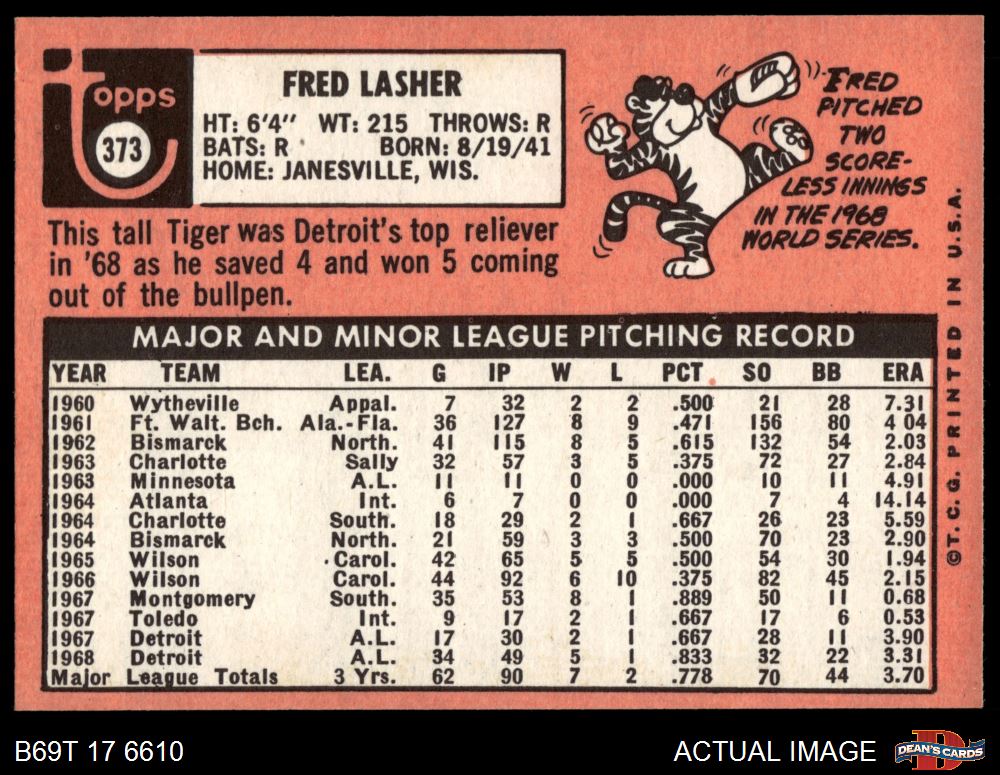 Topps
373
FRED LASHER
HT: 6'4" WT: 215 THROWS: R
BATS: R BORN: 8/19/41
HOME: JANESVILLE, WIS.
FRED
PITCHED
TWO
SCORE-
LESS INNINGS
IN THE 1968
WORLD SERIES.
This tall Tiger was Detroit's top reliever
in '68 as he saved 4 and won 5 coming
out of the bullpen.
MAJOR AND MINOR LEAGUE PITCHING RECORD
YEAR TEAM LEA. G IP W L PCT. SO BB ERA
1960 Wytheville Appal. 7 32 2 2 .500 21 28 7.31
1961 Ft. Walt. Bch. Ala.-Fla. 36 127 8 9 .471 156 80 4 04
1962 Bismarck North. 41 115 8 5 .615 132 54 2.03
1963 Charlotte Sally 32 57 3 5 .375 72 27 2.84
1963 Minnesota A.L. 11 11 0 0 .000 10 11 4.91
1964 Atlanta Int. 6 7 0 0 .000 7 4 14.14
1964 Charlotte South. 18 29 2 1 .667 26 23 5.59
1964 Bismarck North. 21 59 3 3 .500 70 23 2.90
1965 Wilson Carol. 42 65 5 5 .500 54 30 1.94
1966 Wilson Carol. 44 92 6 10 .375 82 45 2.15
1967 Montgomery South. 35 53 8 1 .889 50 11 0.68
1967 Toledo Int. 9 17 2 1 .667 17 6 0.53
1967 Detroit A.L. 17 30 2 1 .667 28 11 3.90
1968 Detroit A.L. 34 49 5 1 .833 32 22 3.31
Major League Totals 3 Yrs. 62 90 7 2 .778 70 44 3.70
©T.C.G. PRINTED IN U.S.A.
B69T 17 6610
ACTUAL IMAGE
DEAN'S CARDS